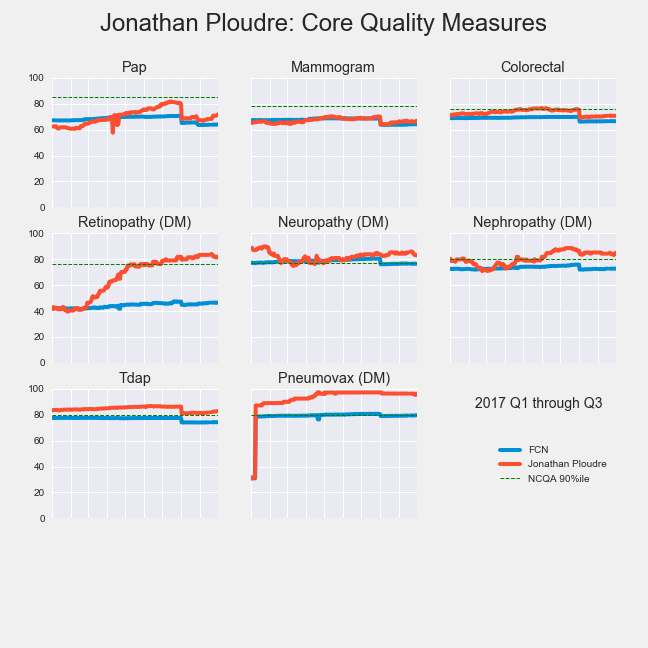 Jonathan Ploudre: Core Quality Measures
Pap
Mammogram
Colorectal
100
80
60
40
20
0
Retinopathy (DM)
Neuropathy (DM)
Nephropathy (DM)
100
80
60
40
20
0
Tdap
Pneumovax (DM)
100
80
60
40
20
0
2017 Q1 through Q3
FCN
Jonathan Ploudre
NCQA 90%ile